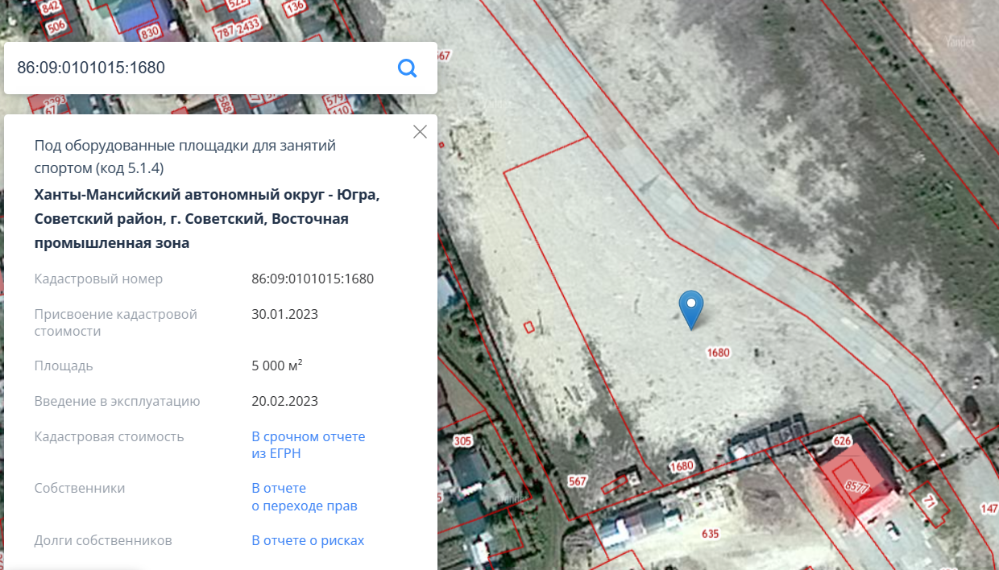 842
506
830
522
136
787
2433
567
Yandex
86:09:0101015:1680
2293
67
588
579
110
Под оборудованные площадки для занятий
спортом (код 5.1.4)
Ханты-Мансийский автономный округ - Югра,
Советский район, г. Советский, Восточная
промышленная зона
Кадастровый номер 86:09:0101015:1680
Присвоение кадастровой 30.01.2023
стоимости
Площадь 5 000 м²
Введение в эксплуатацию 20.02.2023
Кадастровая стоимость В срочном отчете
из ЕГРН
Собственники В отчете
о переходе прав
Долги собственников В отчете о рисках
1680
305
626
1680
567
8577
71
147
635
Yandex